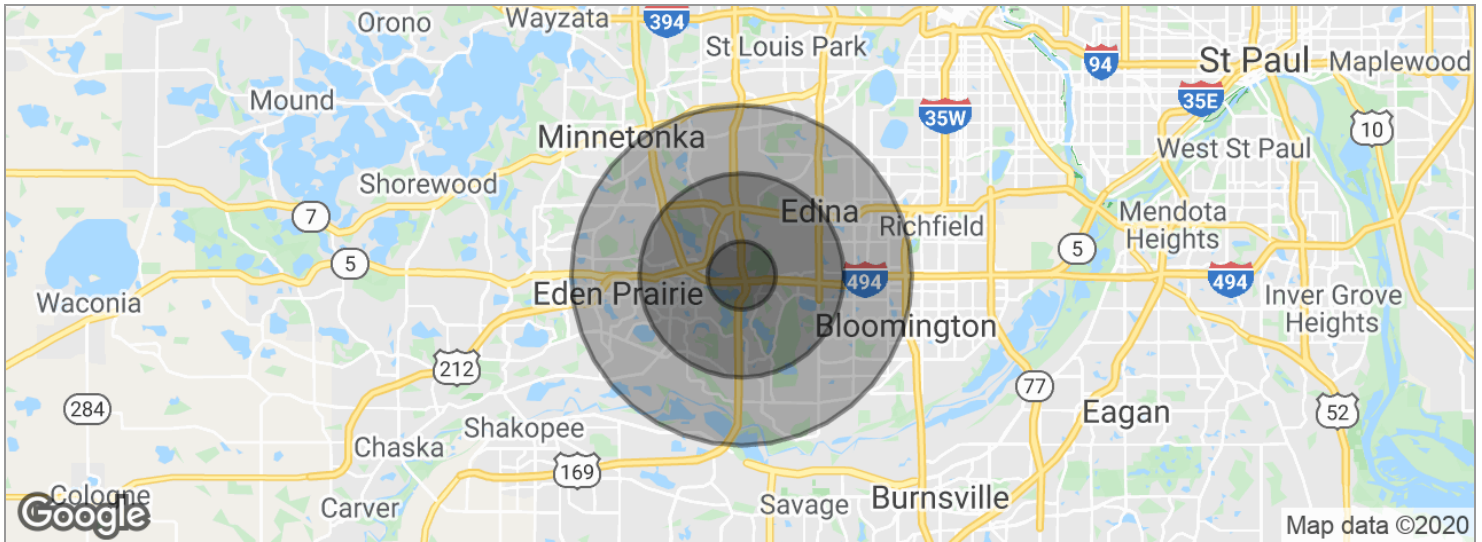 Orono
Wayzata
394
St Louis Park
94
St Paul
Maplewood
Mound
35W
35E
10
Minnetonka
West St Paul
Shorewood
7
Edina
Richfield
Mendota
Heights
5
5
494
494
Waconia
Eden Prairie
Inver Grove
Heights
Bloomington
212
77
284
Eagan
52
Shakopee
Chaska
169
Cologne
Carver
Savage
Burnsville
Google
Map data ©2020